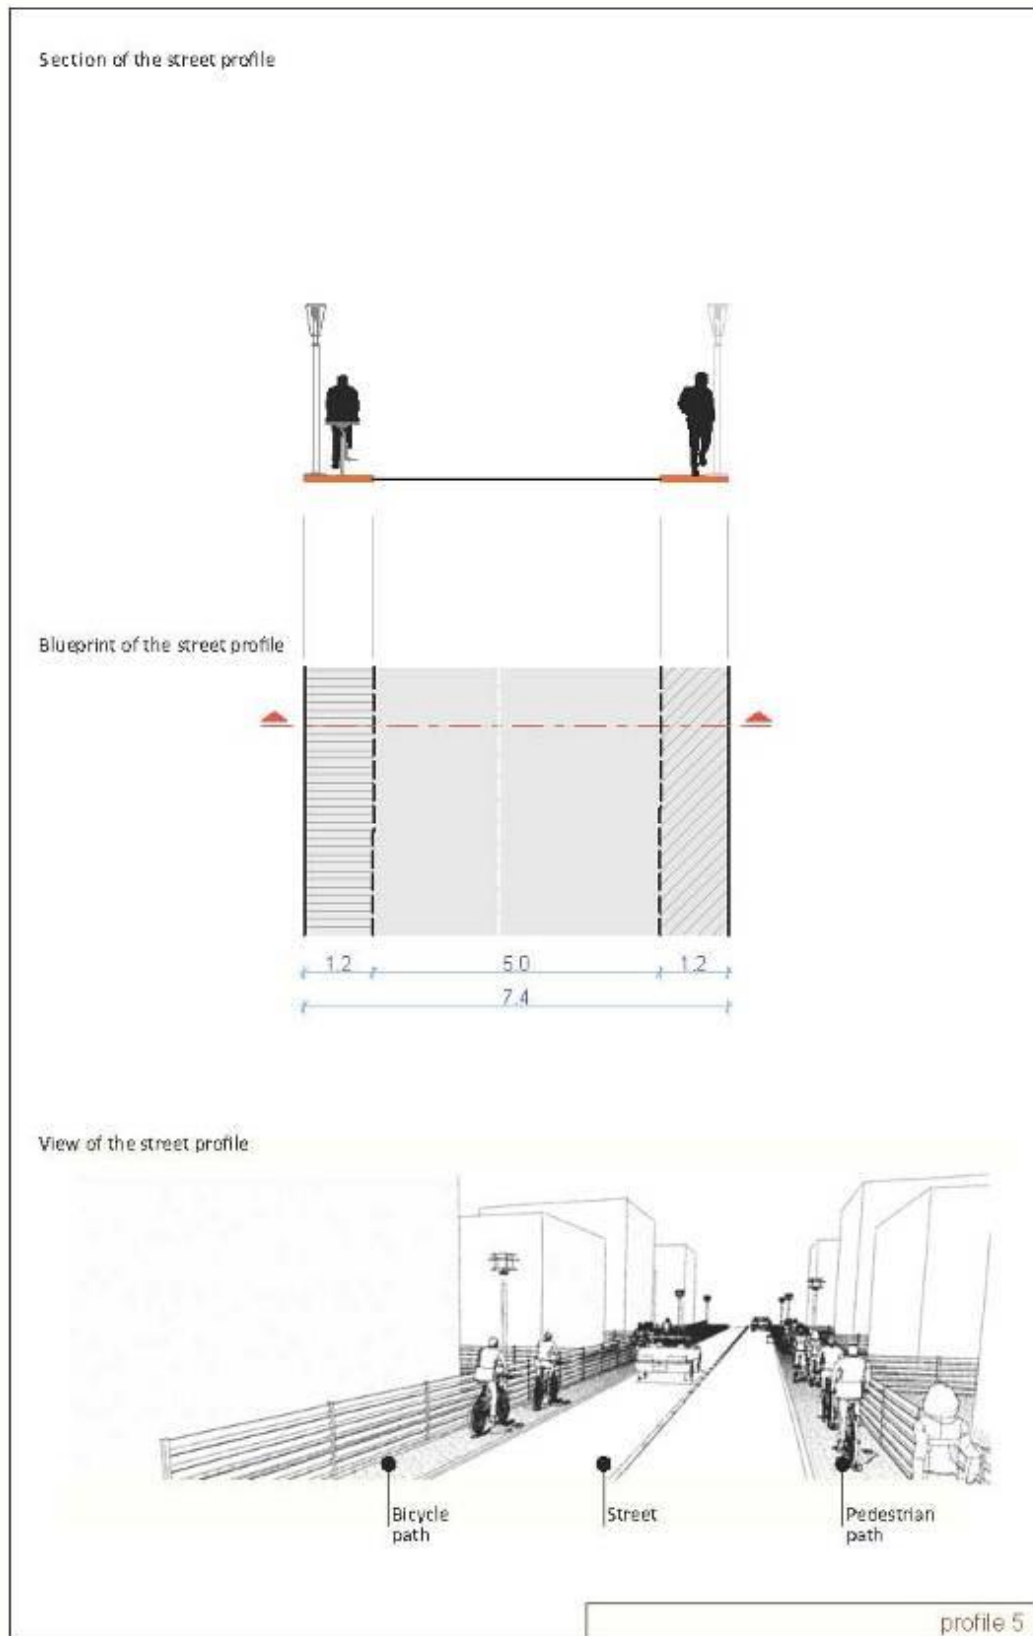 Section of the street profile
Blueprint of the street profile
1.2 5.0 1.2
7.4
View of the street profile
Bicycle
path
Street
Pedestrian
path
profile 5